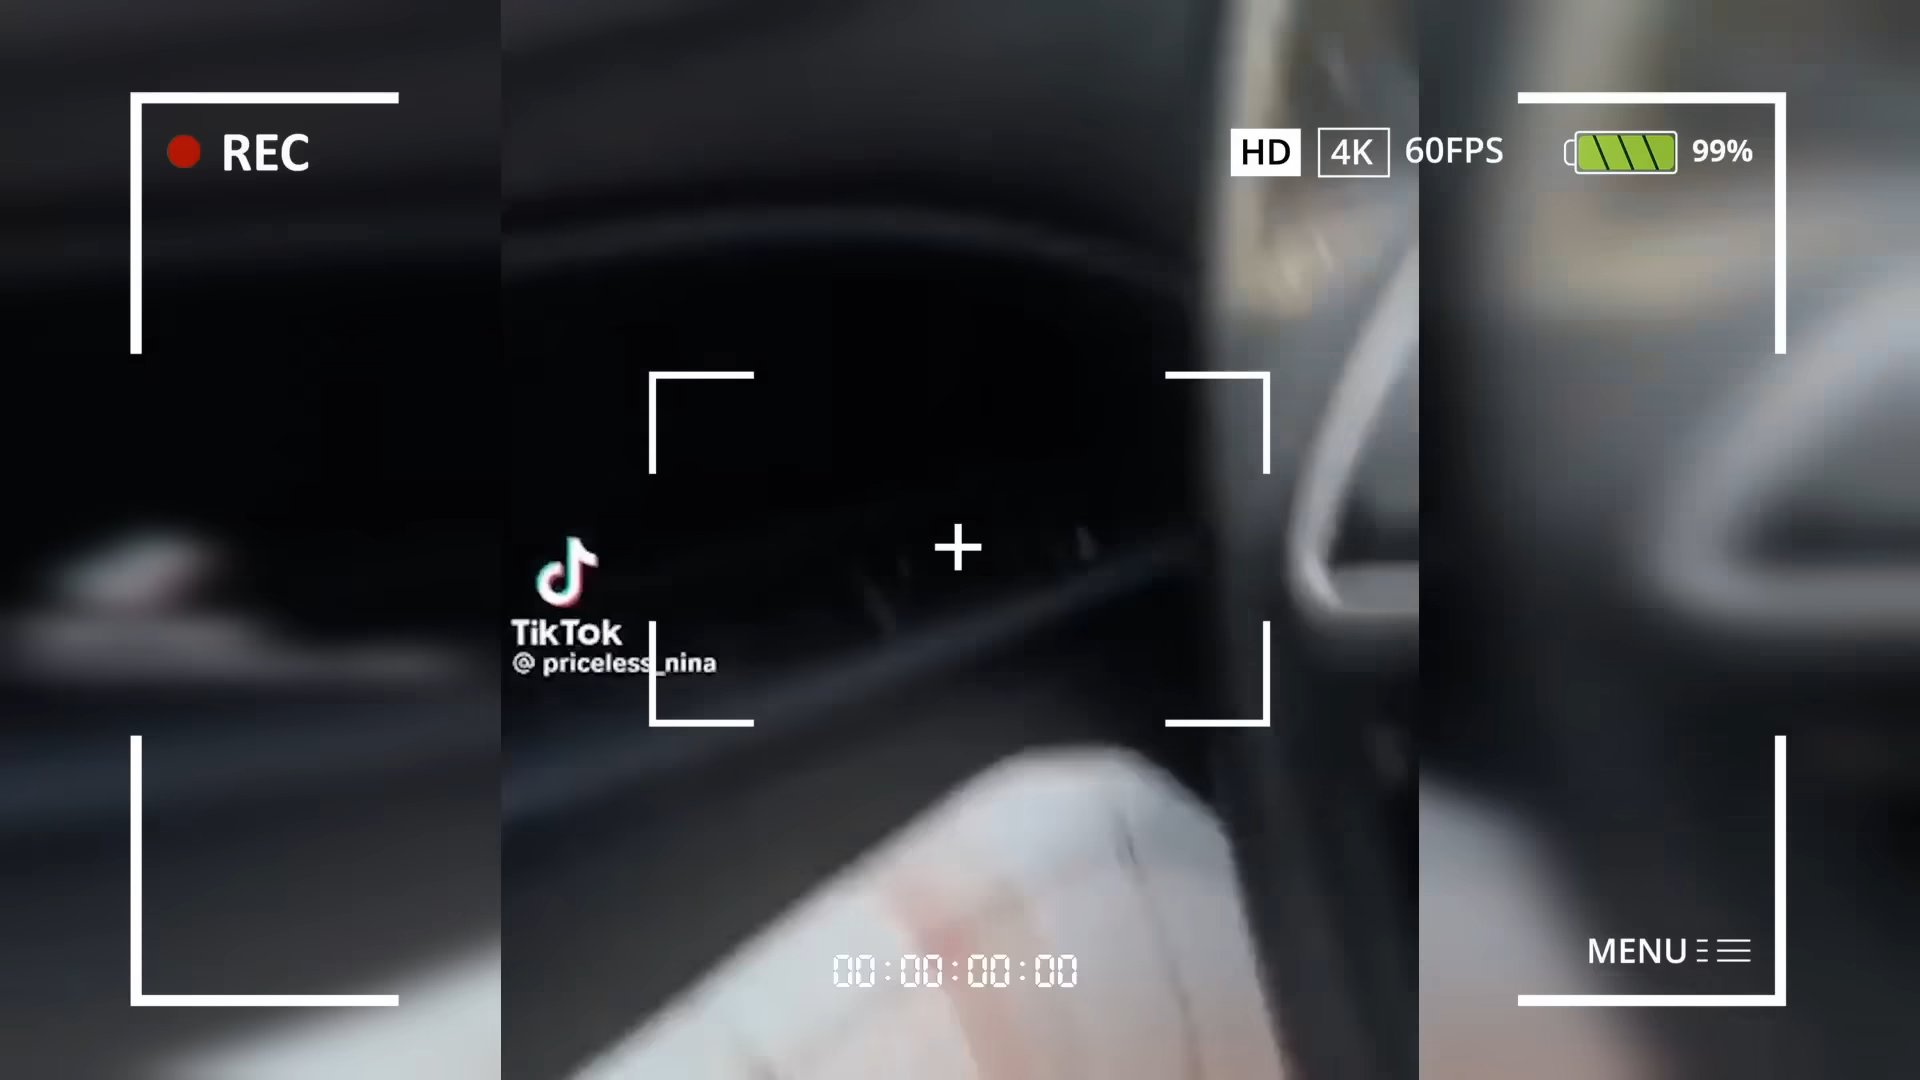 REC
HD 4K 60FPS 99%
TikTok
@ priceless_nina
00:00:00:00
MENU